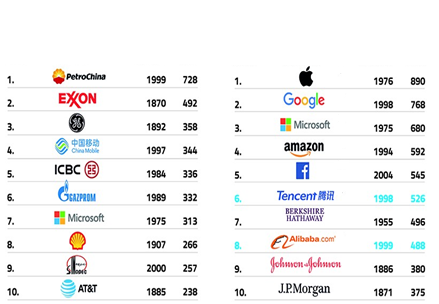 1. PetroChina 1999 728
2. EXXON 1870 492
3. GE 1892 358
4. 中国移动 China Mobile 1997 344
5. ICBC 1984 336
6. GAZPROM 1989 332
7. Microsoft 1975 313
8. 1907 266
9. 2000 257
10. AT&T 1885 238
1. 1976 890
2. Google 1998 768
3. Microsoft 1975 680
4. amazon 1994 592
5. f 2004 545
6. Tencent 腾讯 1998 526
7. BERKSHIRE HATHAWAY 1955 496
8. Alibaba.com 1999 488
9. Johnson & Johnson 1886 380
10. J.P.Morgan 1871 375